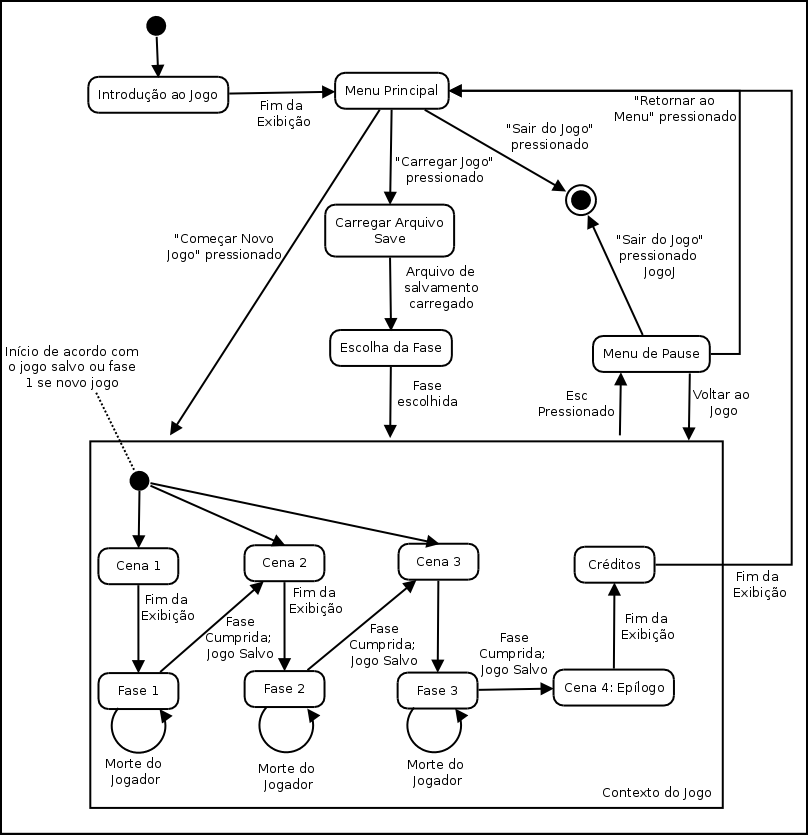 Introdução ao Jogo
Fim da
Exibição
Menu Principal
"Retornar ao
Menu" pressionado
"Sair do Jogo"
pressionado
"Carregar Jogo"
pressionado
Carregar Arquivo
Save
"Começar Novo
Jogo" pressionado
"Sair do Jogo"
pressionado
JogoJ
Arquivo de
salvamento
carregado
Início de acordo com
o jogo salvo ou fase
1 se novo jogo
Escolha da Fase
Menu de Pause
Fase
escolhida
Esc
Pressionado
Voltar ao
Jogo
Cena 1
Cena 2
Cena 3
Créditos
Fim da
Exibição
Fim da
Exibição
Fim da
Exibição
Fase
Cumprida;
Jogo Salvo
Fase
Cumprida;
Jogo Salvo
Fase
Cumprida;
Jogo Salvo
Fim da
Exibição
Fase 1
Fase 2
Fase 3
Cena 4: Epílogo
Morte do
Jogador
Morte do
Jogador
Morte do
Jogador
Contexto do Jogo